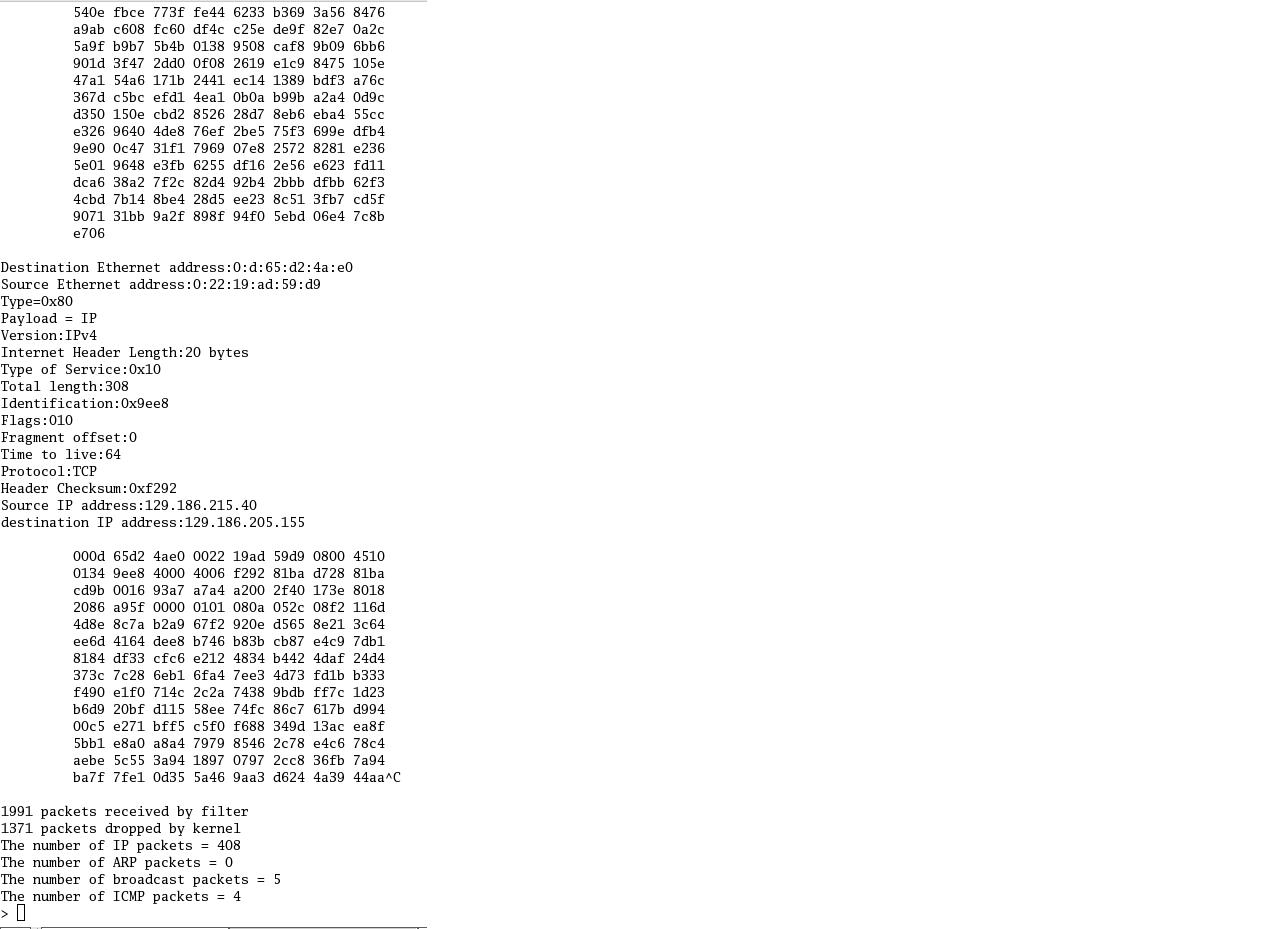 540e fbce 773f fe44 6233 b369 3a56 8476
a9ab c608 fc60 df4c c25e de9f 82e7 0a2c
5a9f b9b7 5b4b 0138 9508 caf8 9b09 6bb6
901d 3f47 2dd0 0f08 2619 e1c9 8475 105e
47a1 54a6 171b 2441 ec14 1389 bdf3 a76c
367d c5bc efd1 4ea1 0b0a b99b a2a4 0d9c
d350 150e cbd2 8526 28d7 8eb6 eba4 55cc
e326 9640 4de8 76ef 2be5 75f3 699e dfb4
9e90 0c47 31f1 7969 07e8 2572 8281 e236
5e01 9648 e3fb 6255 df16 2e56 e623 fd11
dca6 38a2 7f2c 82d4 92b4 2bbb dfbb 62f3
4cbd 7b14 8be4 28d5 ee23 8c51 3fb7 cd5f
9071 31bb 9a2f 898f 94f0 5ebd 06e4 7c8b
e706
Destination Ethernet address:0:d:65:d2:4a:e0
Source Ethernet address:0:22:19:ad:59:d9
Type=0x80
Payload = IP
Version:IPv4
Internet Header Length:20 bytes
Type of Service:0x10
Total length:308
Identification:0x9ee8
Flags:010
Fragment offset:0
Time to live:64
Protocol:TCP
Header Checksum:0xf292
Source IP address:129.186.215.40
destination IP address:129.186.205.155
000d 65d2 4ae0 0022 19ad 59d9 0800 4510
0134 9ee8 4000 4006 f292 81ba d728 81ba
cd9b 0016 93a7 a7a4 a200 2f40 173e 8018
2086 a95f 0000 0101 080a 052c 08f2 116d
4d8e 8c7a b2a9 67f2 920e d565 8e21 3c64
ee6d 4164 dee8 b746 b83b cb87 e4c9 7db1
8184 df33 cfc6 e212 4834 b442 4daf 24d4
373c 7c28 6eb1 6fa4 7ee3 4d73 fd1b b333
f490 e1f0 714c 2c2a 7438 9bdb ff7c 1d23
b6d9 20bf d115 58ee 74fc 86c7 617b d994
00c5 e271 bff5 c5f0 f688 349d 13ac ea8f
5bb1 e8a0 a8a4 7979 8546 2c78 e4c6 78c4
aebe 5c55 3a94 1897 0797 2cc8 36fb 7a94
ba7f 7fe1 0d35 5a46 9aa3 d624 4a39 44aa^C
1991 packets received by filter
1371 packets dropped by kernel
The number of IP packets = 408
The number of ARP packets = 0
The number of broadcast packets = 5
The number of ICMP packets = 4
>